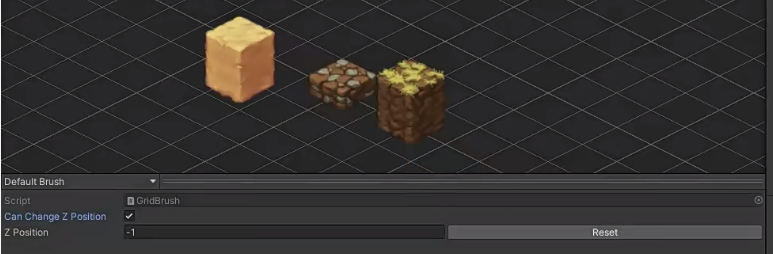 Default Brush
Script GridBrush
Can Change Z Position
Z Position -1 Reset